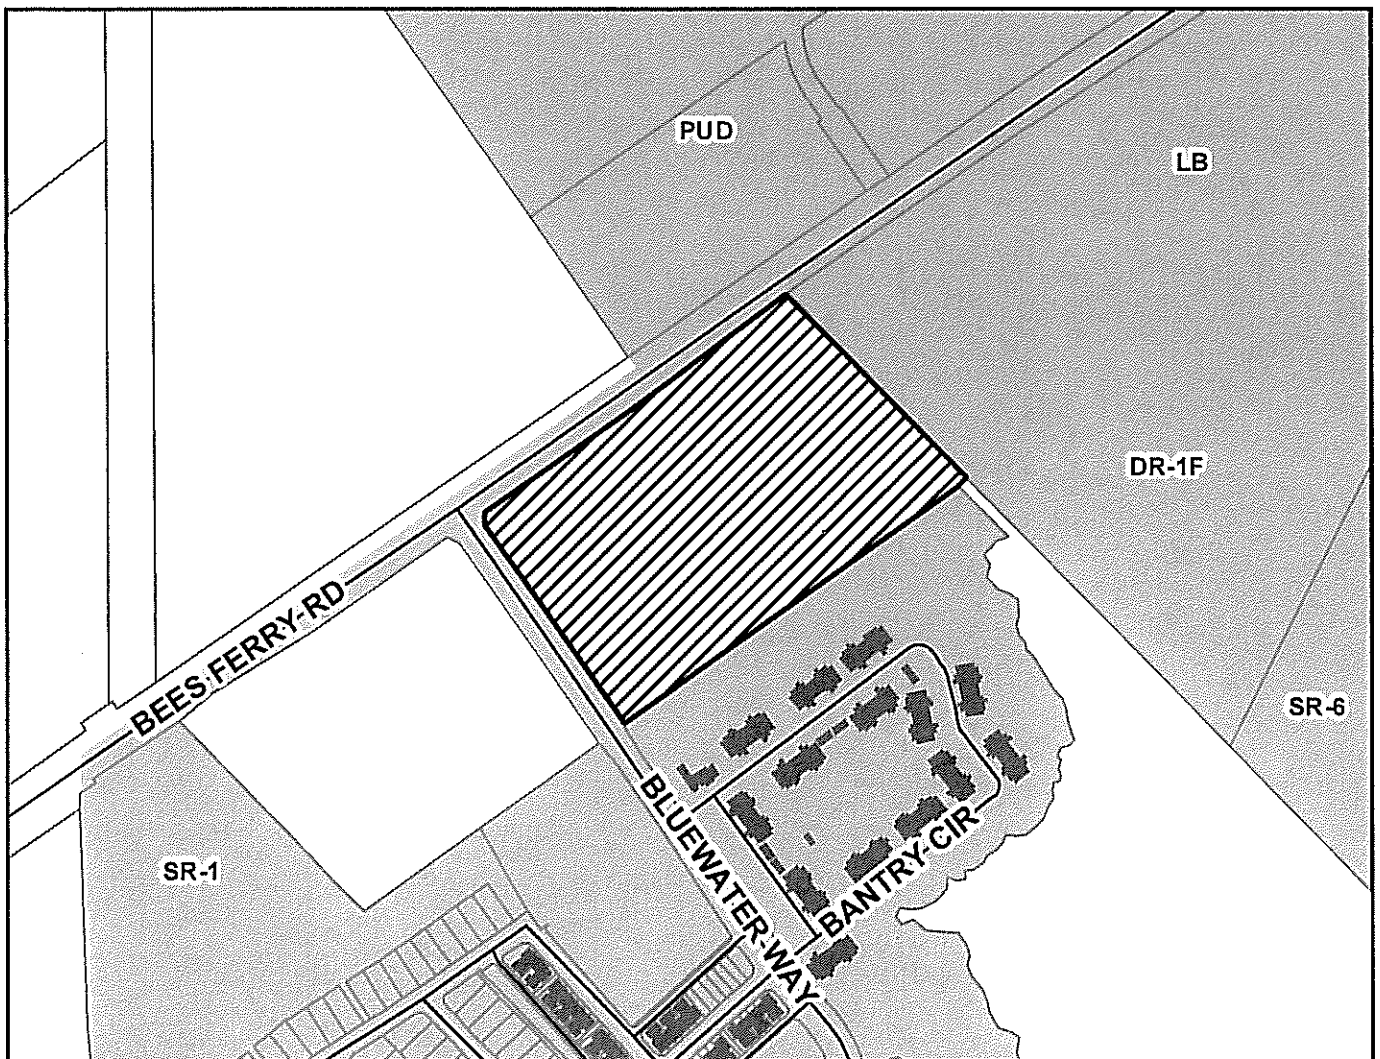 PUD
LB
DR-1F
BEES FERRY RD
SR-6
BLUEWATER WAY
SR-1
BANTRY CIR